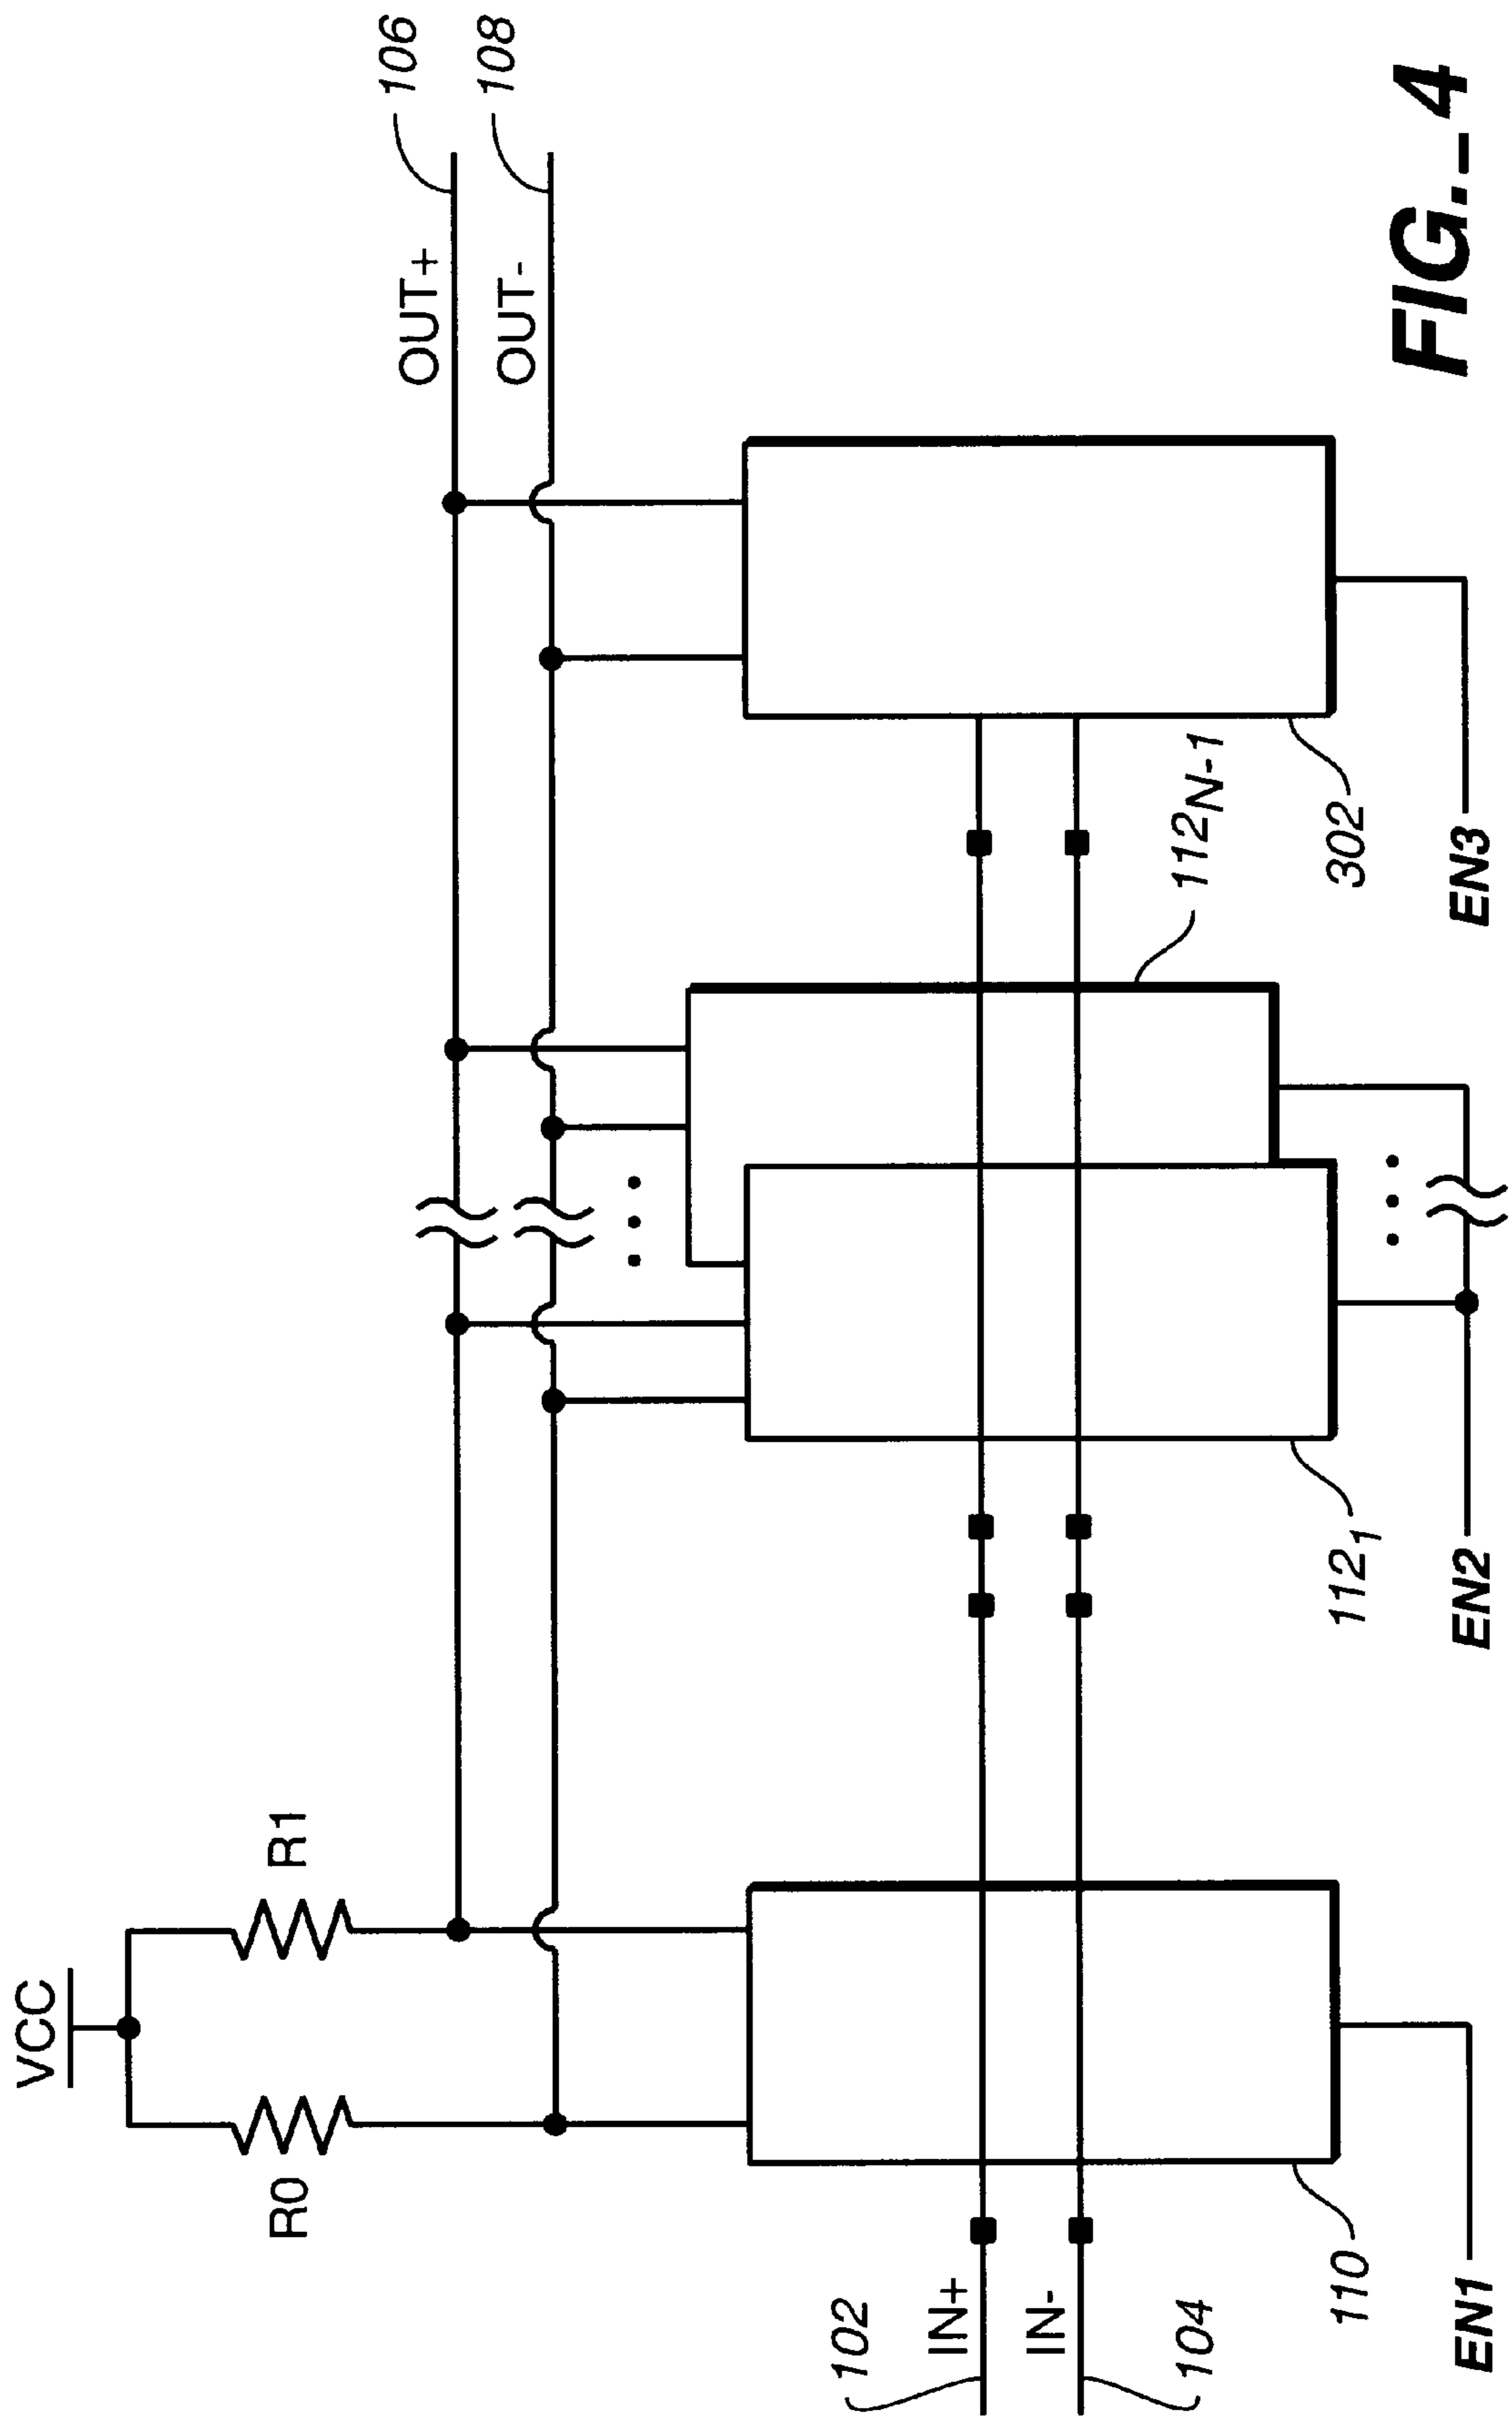 VCC
R0
R1
106
108
OUT+
OUT-
102
IN+
IN-
104
110
112₁
112N-1
302
EN1
EN2
EN3
FIG._4